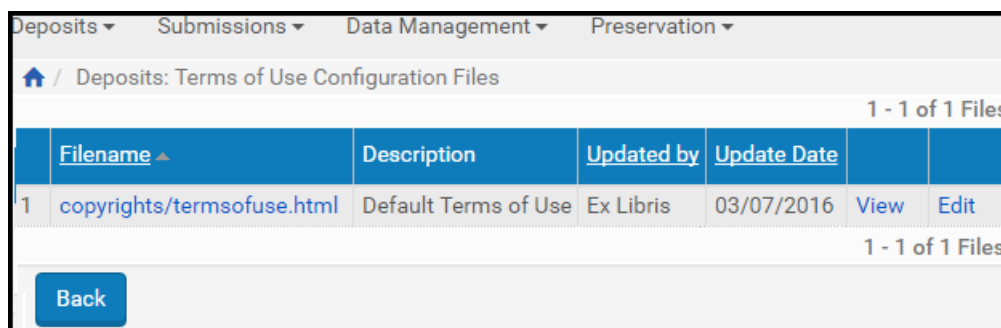 Deposits Submissions Data Management Preservation
/ Deposits: Terms of Use Configuration Files
1 - 1 of 1 Files
Filename Description Updated by Update Date
1 copyrights/termsofuse.html Default Terms of Use Ex Libris 03/07/2016 View Edit
1 - 1 of 1 Files
Back